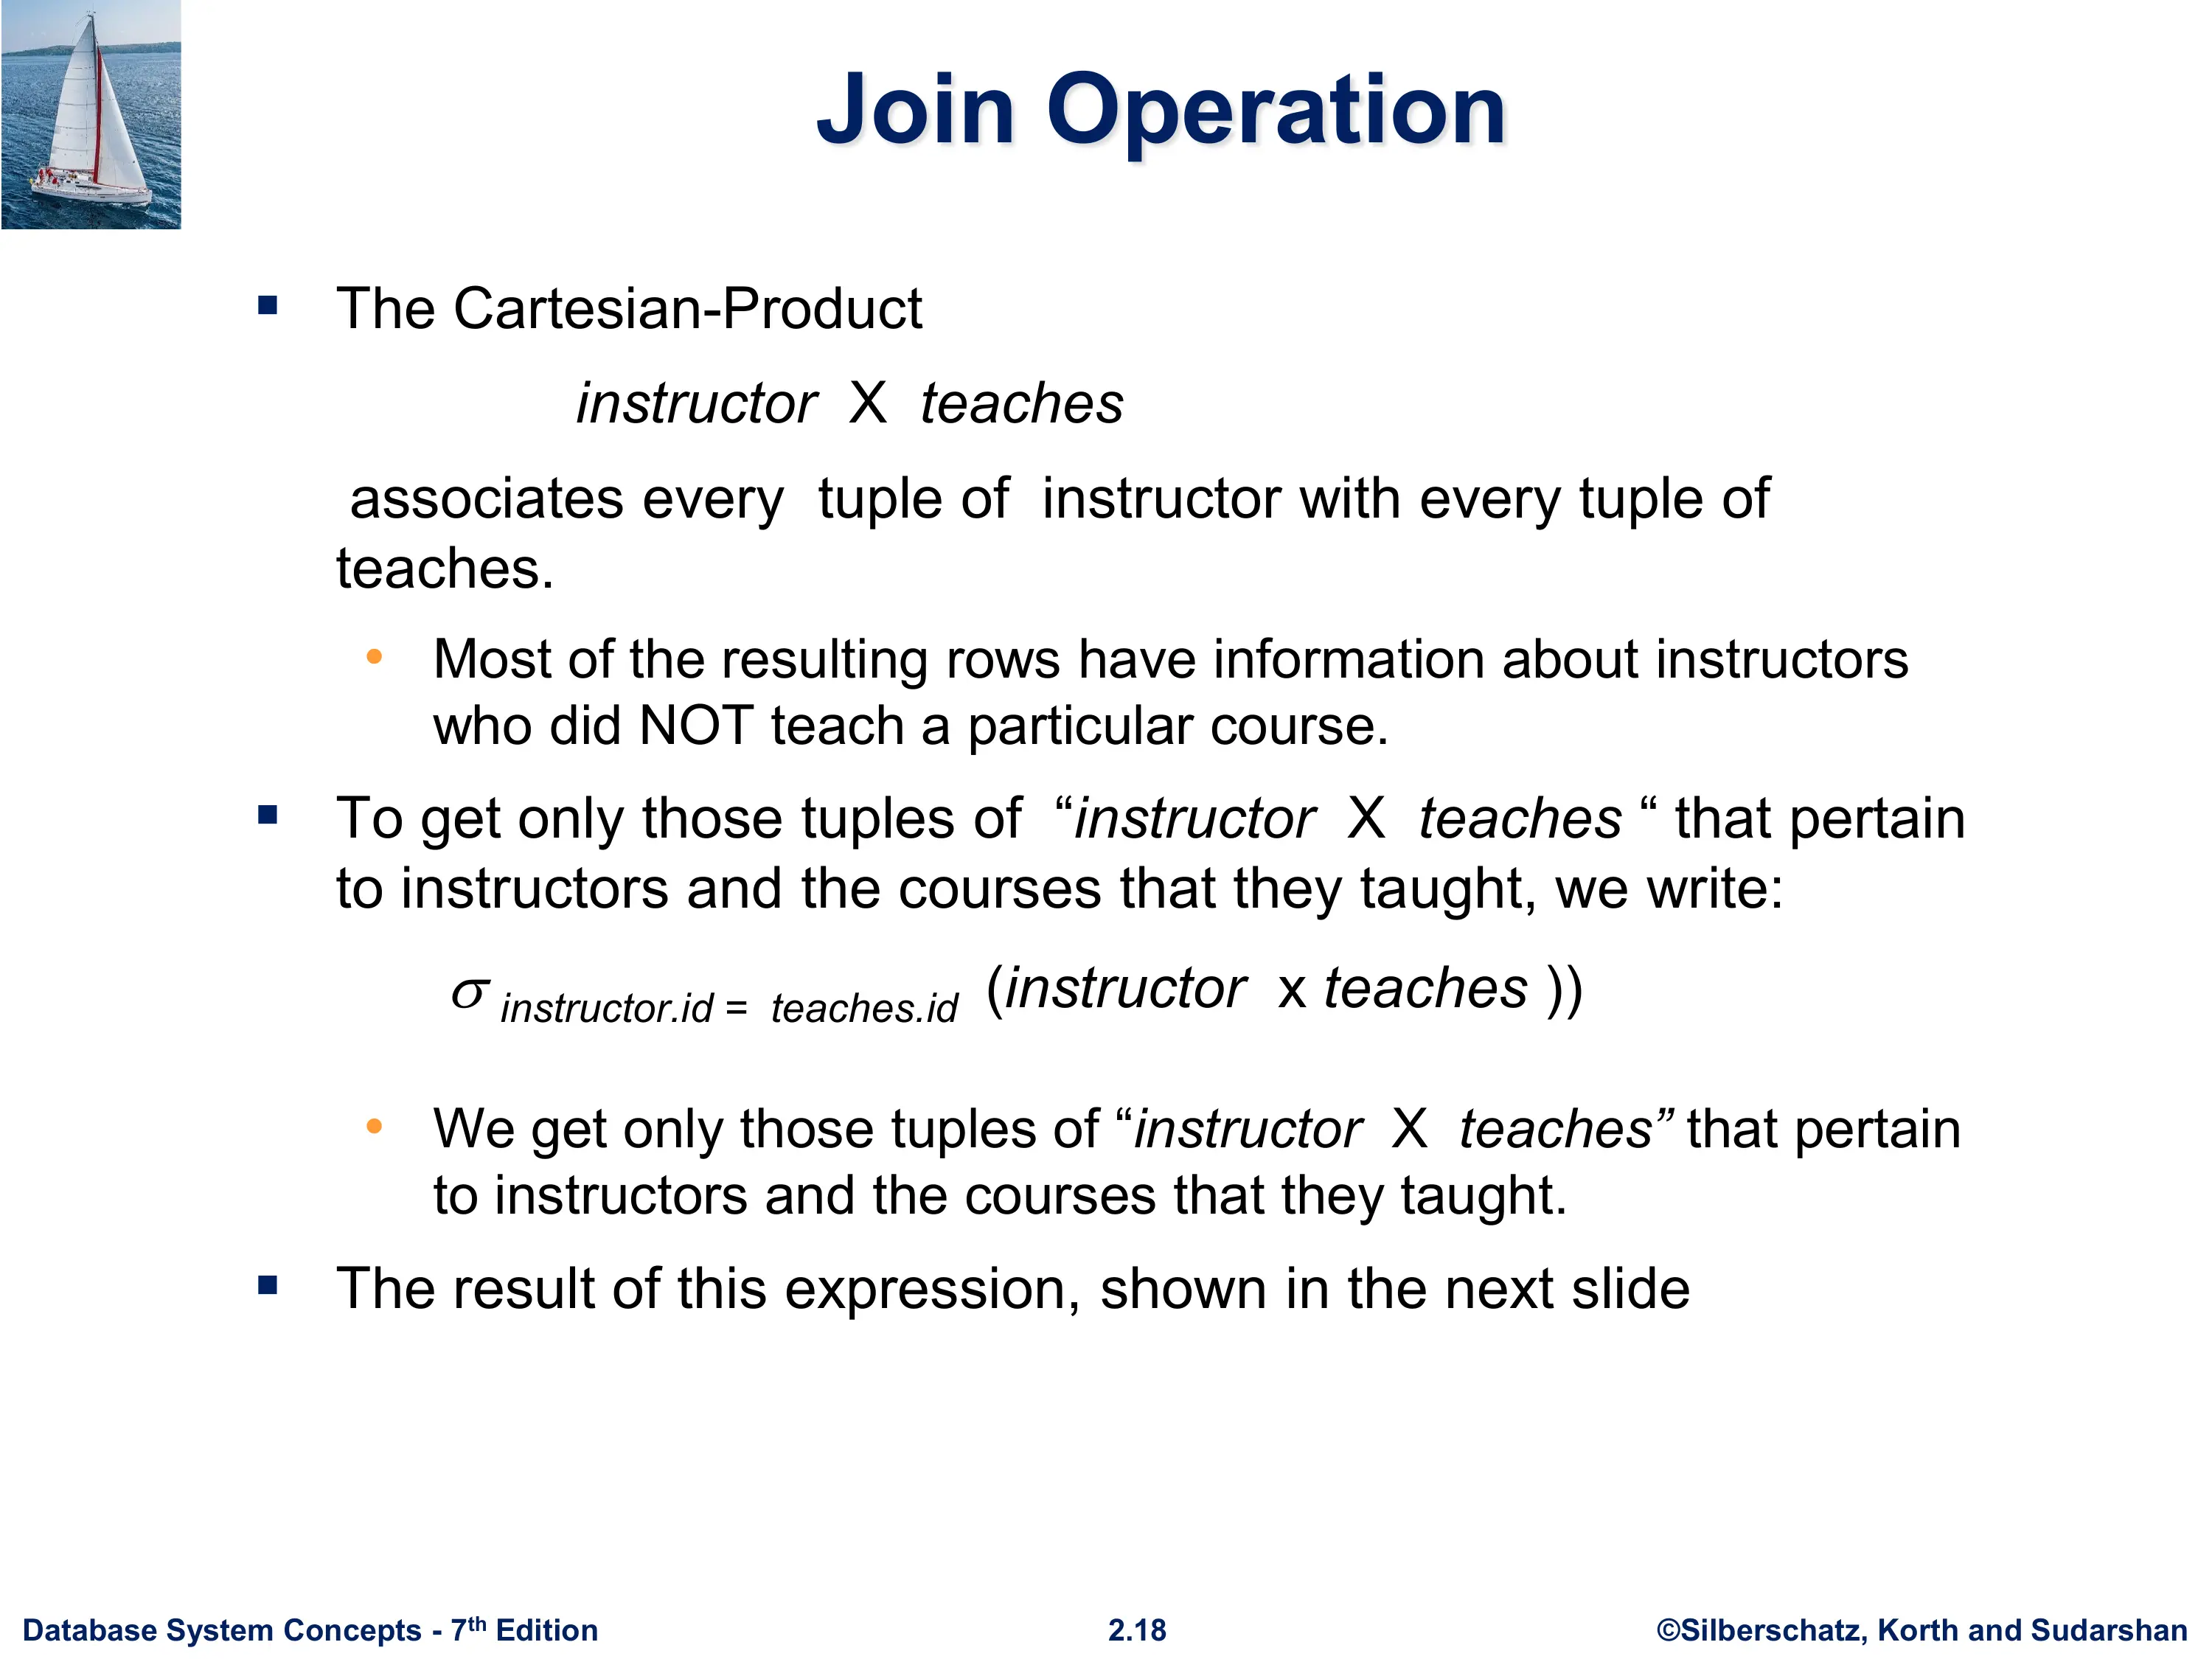 Join Operation
▪ The Cartesian-Product
instructor X teaches
associates every tuple of instructor with every tuple of
teaches.
• Most of the resulting rows have information about instructors
who did NOT teach a particular course.
▪ To get only those tuples of “instructor X teaches “ that pertain
to instructors and the courses that they taught, we write:
σ instructor.id = teaches.id (instructor x teaches ))
• We get only those tuples of “instructor X teaches” that pertain
to instructors and the courses that they taught.
▪ The result of this expression, shown in the next slide
Database System Concepts - 7th Edition 2.18 ©Silberschatz, Korth and Sudarshan